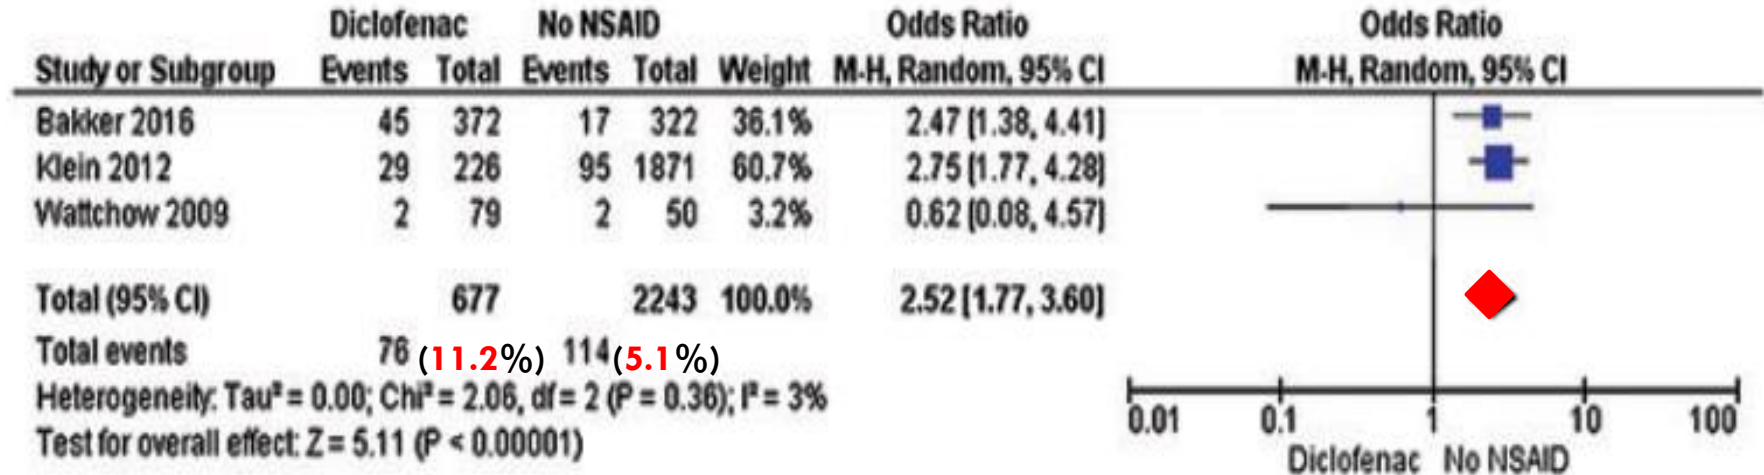 Diclofenac No NSAID Odds Ratio Odds Ratio
Study or Subgroup Events Total Events Total Weight M-H, Random, 95% CI M-H, Random, 95% CI
Bakker 2016 45 372 17 322 36.1% 2.47 [1.38, 4.41]
Klein 2012 29 226 95 1871 60.7% 2.75 [1.77, 4.28]
Wattchow 2009 2 79 2 50 3.2% 0.62 [0.08, 4.57]
Total (95% CI) 677 2243 100.0% 2.52 [1.77, 3.60]
Total events 76 (11.2%) 114 (5.1%)
Heterogeneity: Tau² = 0.00; Chi² = 2.06, df = 2 (P = 0.36); I² = 3%
Test for overall effect: Z = 5.11 (P < 0.00001)
0.01 0.1 1 10 100
Diclofenac No NSAID